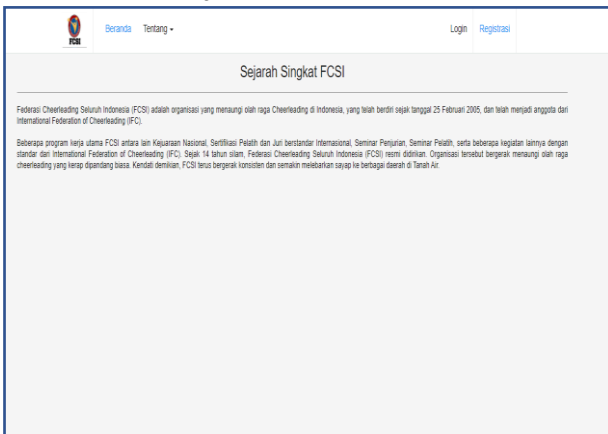 FCSI
Beranda Tentang Login Registrasi
Sejarah Singkat FCSI
Federasi Cheerleading Seluruh Indonesia (FCSI) adalah organisasi yang menaungi olah raga Cheerleading di Indonesia, yang telah berdiri sejak tanggal 25 Februari 2005, dan telah menjadi anggota dari
International Federation of Cheerleading (IFC).
Beberapa program kerja utama FCSI antara lain Kejuaraan Nasional, Sertifikasi Pelatih dan Juri berstandar Internasional, Seminar Penjurian, Seminar Pelatih, serta beberapa kegiatan lainnya dengan
standar dari International Federation of Cheerleading (IFC). Sejak 14 tahun silam, Federasi Cheerleading Seluruh Indonesia (FCSI) resmi didirikan. Organisasi tersebut bergerak menaungi olah raga
cheerleading yang kerap dipandang biasa. Kendati demikian, FCSI terus bergerak konsisten dan semakin melebarkan sayap ke berbagai daerah di Tanah Air.